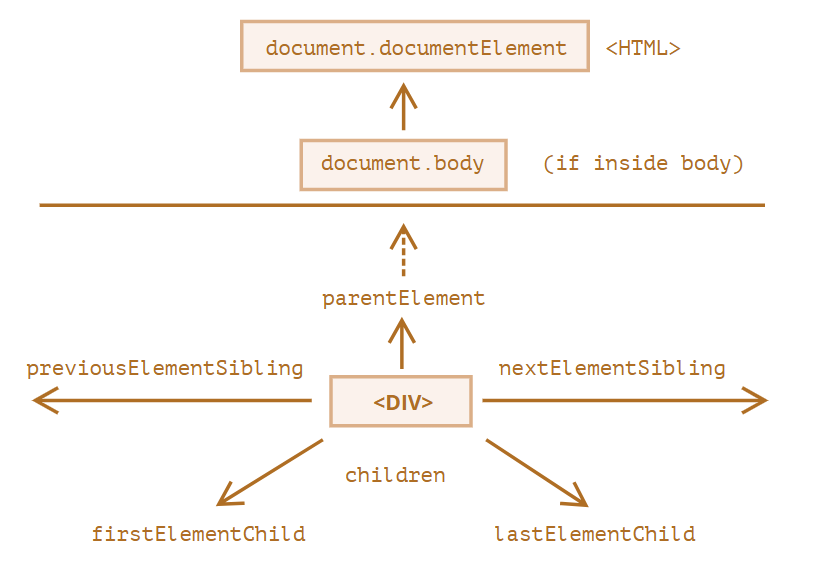 document.documentElement <HTML>
document.body (if inside body)
parentElement
previousElementSibling nextElementSibling
<DIV>
children
firstElementChild lastElementChild